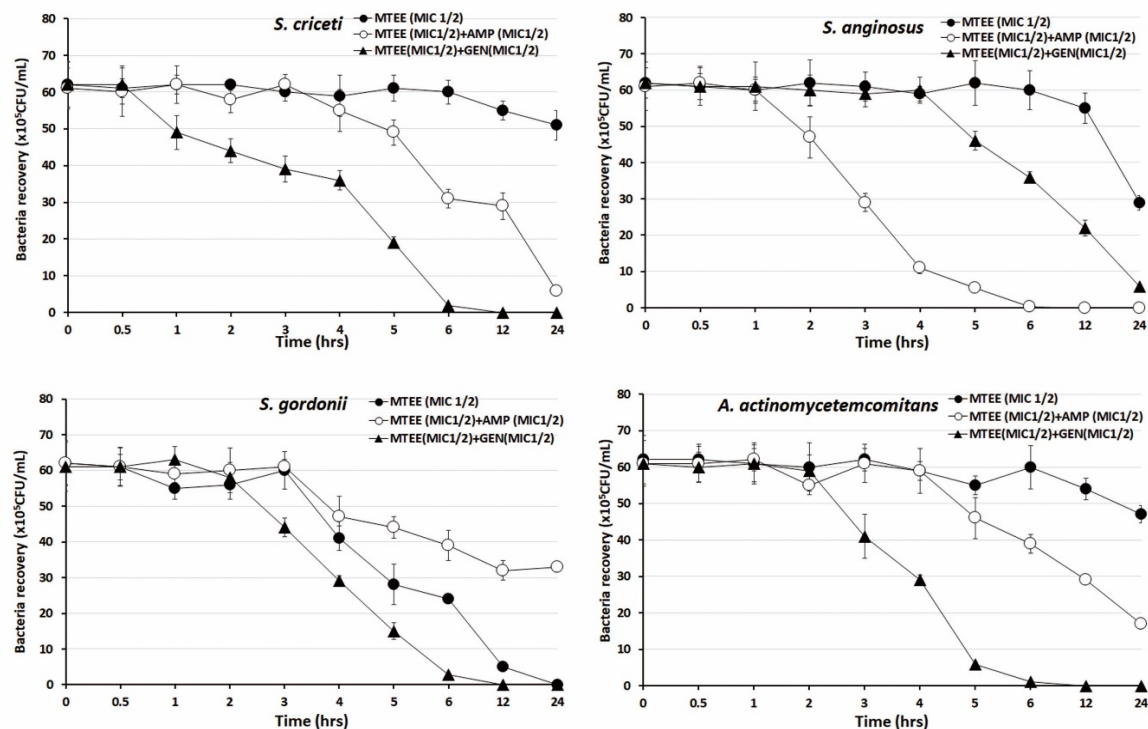 S. criceti
MTEE (MIC 1/2)
MTEE (MIC1/2)+AMP (MIC1/2)
MTEE(MIC1/2)+GEN(MIC1/2)
Bacteria recovery (x10⁵CFU/mL)
70
60
50
40
30
20
10
0
0 0.5 1 2 3 4 5 6 12 24
Time (hrs)
S. anginosus
MTEE (MIC 1/2)
MTEE (MIC1/2)+AMP (MIC1/2)
MTEE(MIC1/2)+GEN(MIC1/2)
Bacteria recovery (x10⁵CFU/mL)
70
60
50
40
30
20
10
0
0 0.5 1 2 3 4 5 6 12 24
Time (hrs)
S. gordonii
MTEE (MIC 1/2)
MTEE (MIC1/2)+AMP (MIC1/2)
MTEE(MIC1/2)+GEN(MIC1/2)
Bacteria recovery (x10⁵CFU/mL)
80
70
60
50
40
30
20
10
0
0 0.5 1 2 3 4 5 6 12 24
Time (hrs)
A. actinomycetemcomitans
MTEE (MIC 1/2)
MTEE (MIC1/2)+AMP (MIC1/2)
MTEE(MIC1/2)+GEN(MIC1/2)
Bacteria recovery (x10⁵CFU/mL)
80
70
60
50
40
30
20
10
0
0 0.5 1 2 3 4 5 6 12 24
Time (hrs)